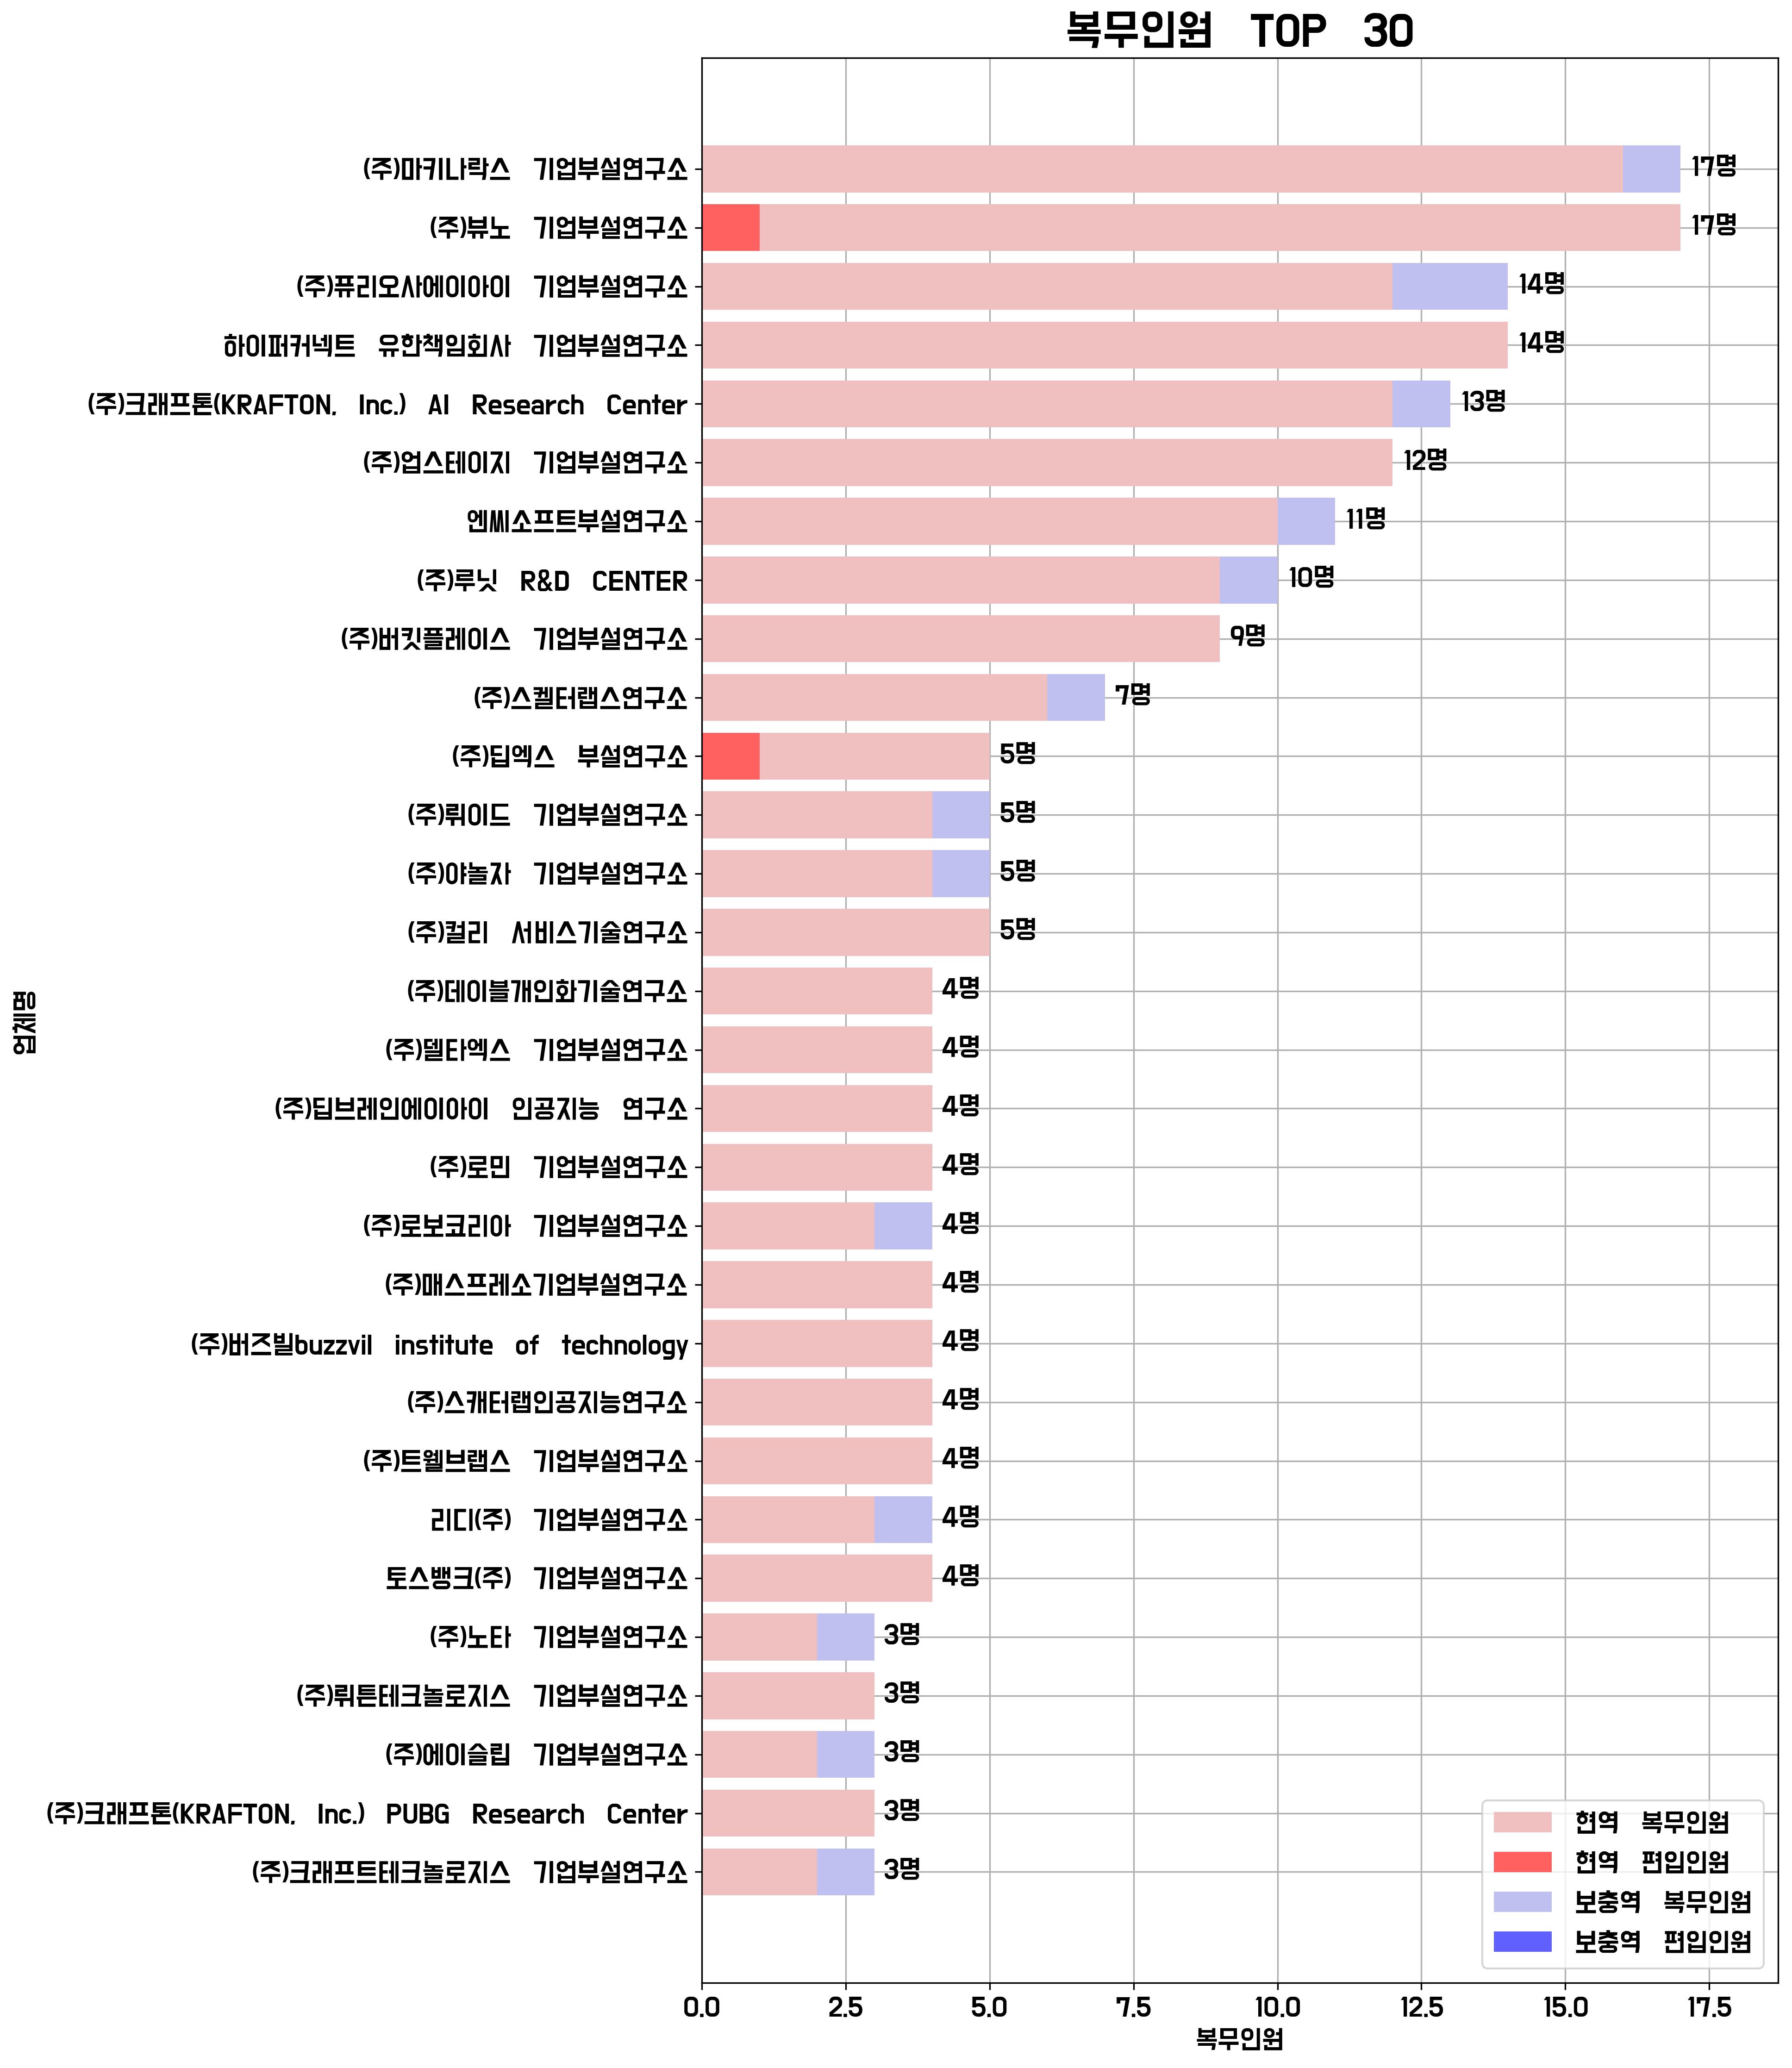 복무인원 TOP 30
(주)마키나락스 기업부설연구소 17명
(주)뷰노 기업부설연구소 17명
(주)퓨리오사에이아이 기업부설연구소 14명
하이퍼커넥트 유한책임회사 기업부설연구소 14명
(주)크래프톤(KRAFTON, Inc.) AI Research Center 13명
(주)업스테이지 기업부설연구소 12명
엔씨소프트부설연구소 11명
(주)루닛 R&D CENTER 10명
(주)버킷플레이스 기업부설연구소 9명
(주)스켈터랩스연구소 7명
(주)딥엑스 부설연구소 5명
(주)뤼이드 기업부설연구소 5명
(주)야놀자 기업부설연구소 5명
(주)컬리 서비스기술연구소 5명
(주)데이블개인화기술연구소 4명
(주)델타엑스 기업부설연구소 4명
(주)딥브레인에이아이 인공지능 연구소 4명
(주)로민 기업부설연구소 4명
(주)로보코리아 기업부설연구소 4명
(주)매스프레소기업부설연구소 4명
(주)버즈빌buzzvil institute of technology 4명
(주)스캐터랩인공지능연구소 4명
(주)트웰브랩스 기업부설연구소 4명
리디(주) 기업부설연구소 4명
토스뱅크(주) 기업부설연구소 4명
(주)노타 기업부설연구소 3명
(주)뤼튼테크놀로지스 기업부설연구소 3명
(주)에이슬립 기업부설연구소 3명
(주)크래프톤(KRAFTON, Inc.) PUBG Research Center 3명
(주)크래프트테크놀로지스 기업부설연구소 3명
업체명
현역 복무인원
현역 편입인원
보충역 복무인원
보충역 편입인원
0.0 2.5 5.0 7.5 10.0 12.5 15.0 17.5
복무인원